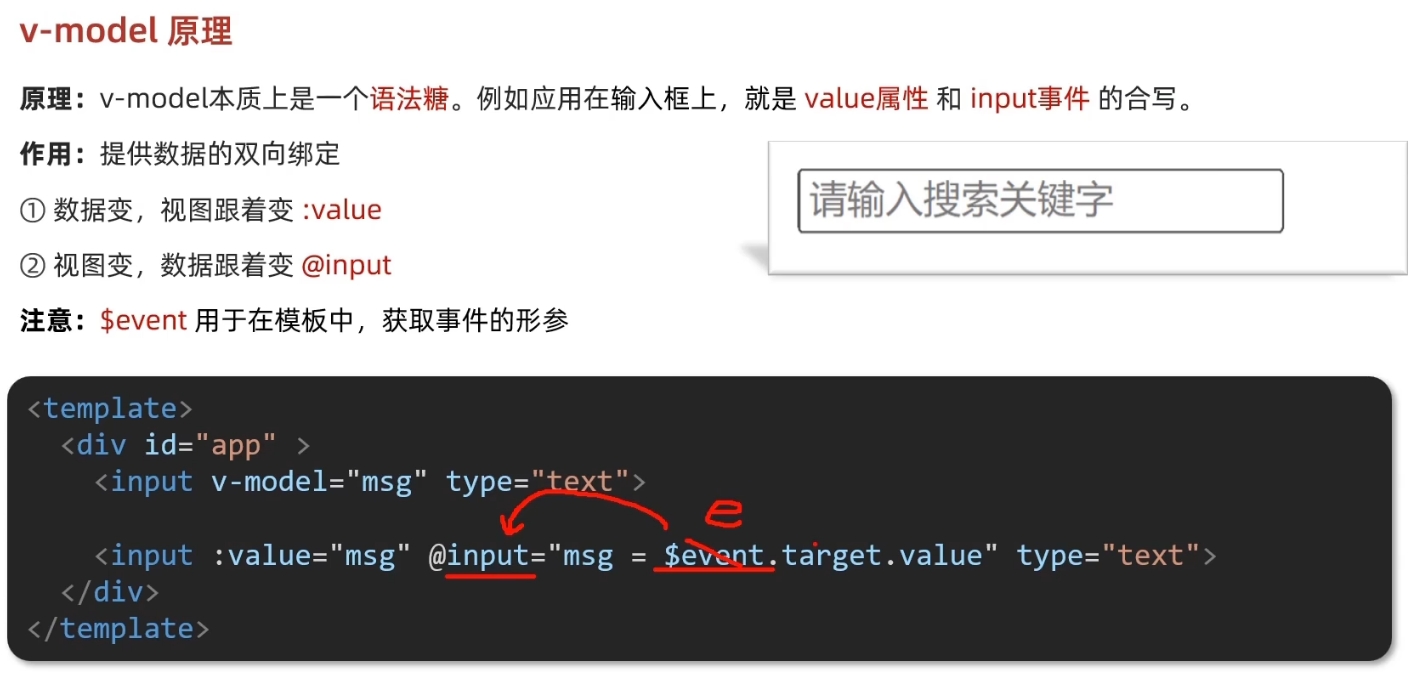 v-model 原理
原理：v-model本质上是一个语法糖。例如应用在输入框上，就是 value属性 和 input事件 的合写。
作用：提供数据的双向绑定
① 数据变，视图跟着变 :value
请输入搜索关键字
② 视图变，数据跟着变 @input
注意：$event 用于在模板中，获取事件的形参
<template>
<div id="app" >
<input v-model="msg" type="text">
e
<input :value="msg" @input="msg = $event.target.value" type="text">
</div>
</template>